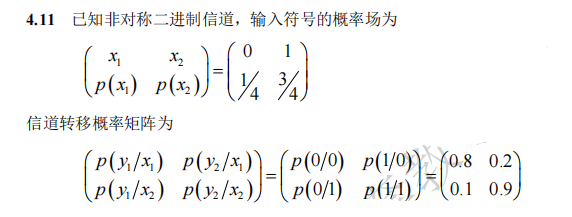 4.11 已知非对称二进制信道，输入符号的概率场为
( x₁ x₂ ; p(x₁) p(x₂) ) = ( 0 1 ; 1/4 3/4 )
信道转移概率矩阵为
( p(y₁/x₁) p(y₂/x₁) ; p(y₁/x₂) p(y₂/x₂) ) = ( p(0/0) p(1/0) ; p(0/1) p(1/1) ) = ( 0.8 0.2 ; 0.1 0.9 )